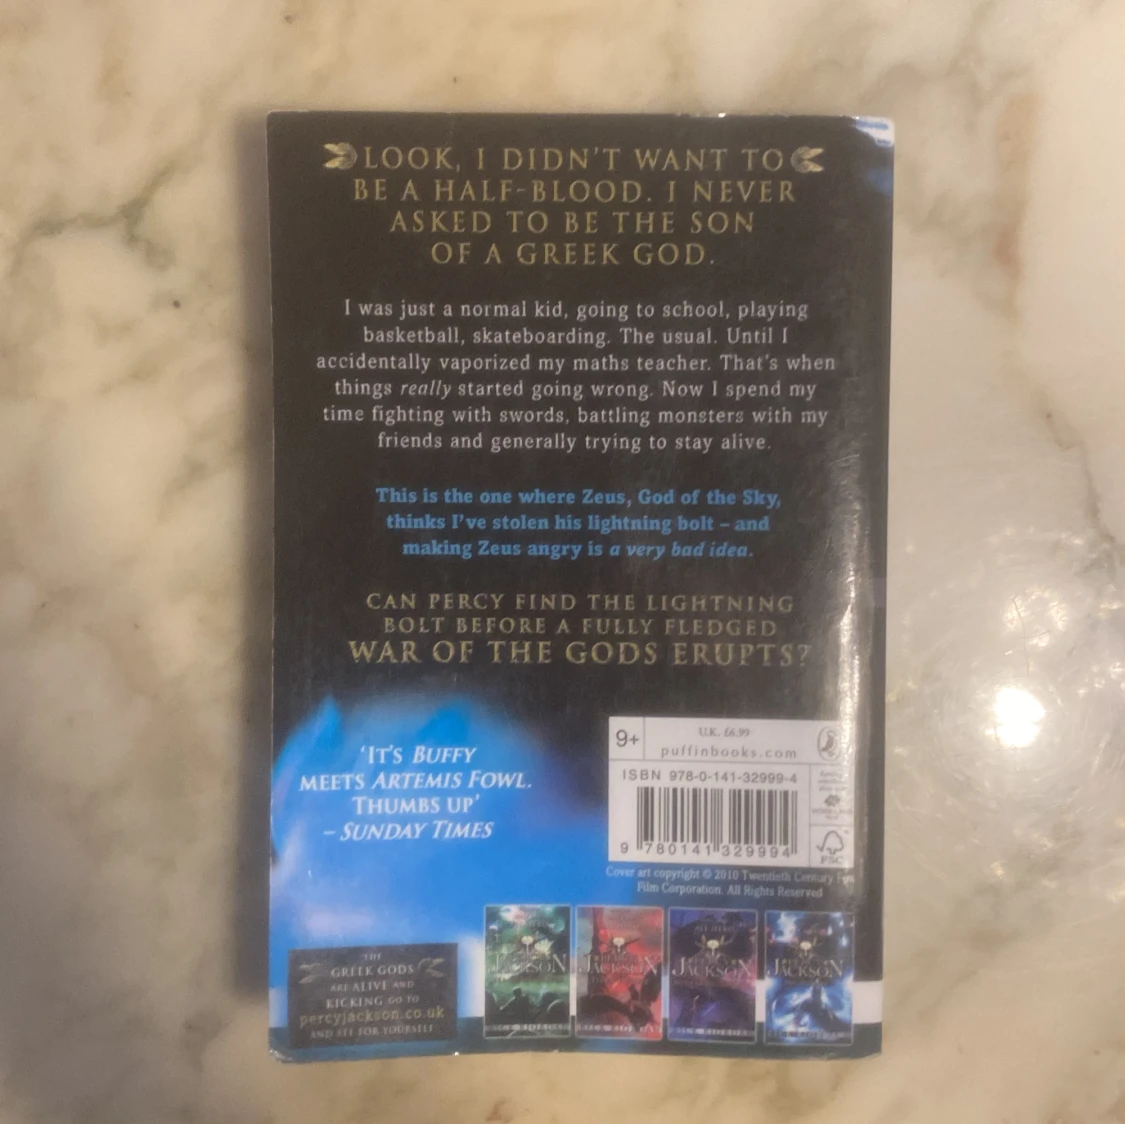 LOOK, I DIDN'T WANT TO
BE A HALF-BLOOD. I NEVER
ASKED TO BE THE SON
OF A GREEK GOD.
I was just a normal kid, going to school, playing
basketball, skateboarding. The usual. Until I
accidentally vaporized my maths teacher. That's when
things really started going wrong. Now I spend my
time fighting with swords, battling monsters with my
friends and generally trying to stay alive.
This is the one where Zeus, God of the Sky,
thinks I've stolen his lightning bolt – and
making Zeus angry is a very bad idea.
CAN PERCY FIND THE LIGHTNING
BOLT BEFORE A FULLY FLEDGED
WAR OF THE GODS ERUPTS?
'IT'S BUFFY
MEETS ARTEMIS FOWL.
THUMBS UP'
– SUNDAY TIMES
9+
U.K. £6.99
puffinbooks.com
ISBN 978-0-141-32999-4
9 780141 329994
FSC
Cover art copyright © 2010 Twentieth Century Fox
Film Corporation. All Rights Reserved
THE
GREEK GODS
ARE ALIVE AND
KICKING GO TO
percyjackson.co.uk
AND SEE FOR YOURSELF
JACKSON
RICK RIORDAN
JACKSON
RICK RIORDAN
JACKSON
RICK RIORDAN
JACKSON